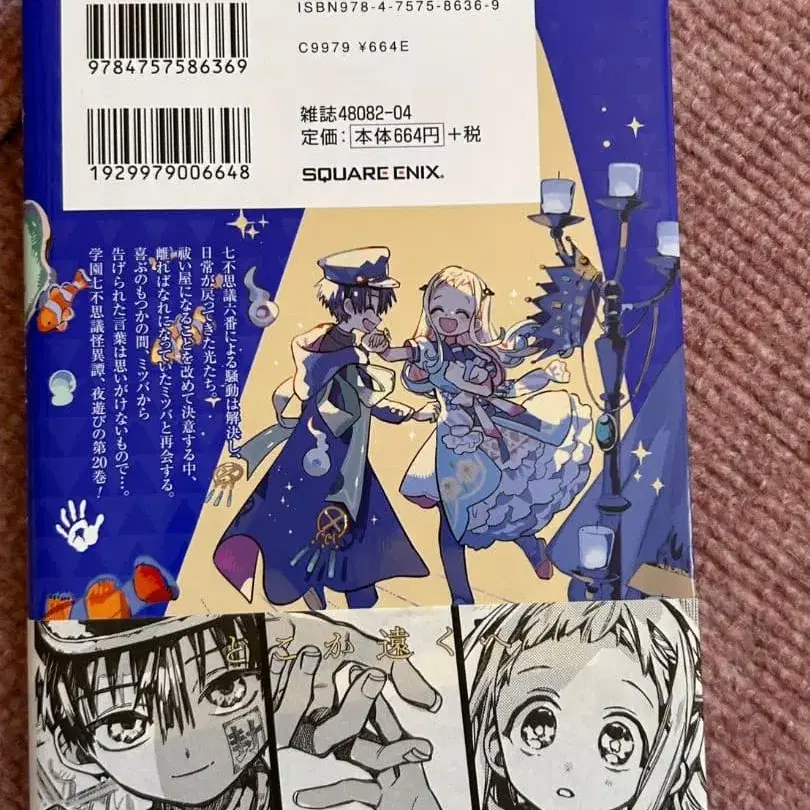 ISBN978-4-7575-8636-9
C9979 ¥664E
9784757586369
雑誌48082-04
定価:本体664円+税
1929979006648
SQUARE ENIX.
七不思議六番による騒動は解決し、
日常が戻ってきた光たち。
祓い屋になることを改めて決意する中、
離ればなれになっていたミツバと再会する。
喜ぶのもつかの間、ミツバから
告げられた言葉は思いがけないもので…。
学園七不思議怪異譚、夜遊びの第20巻!
どこか遠くへ
封